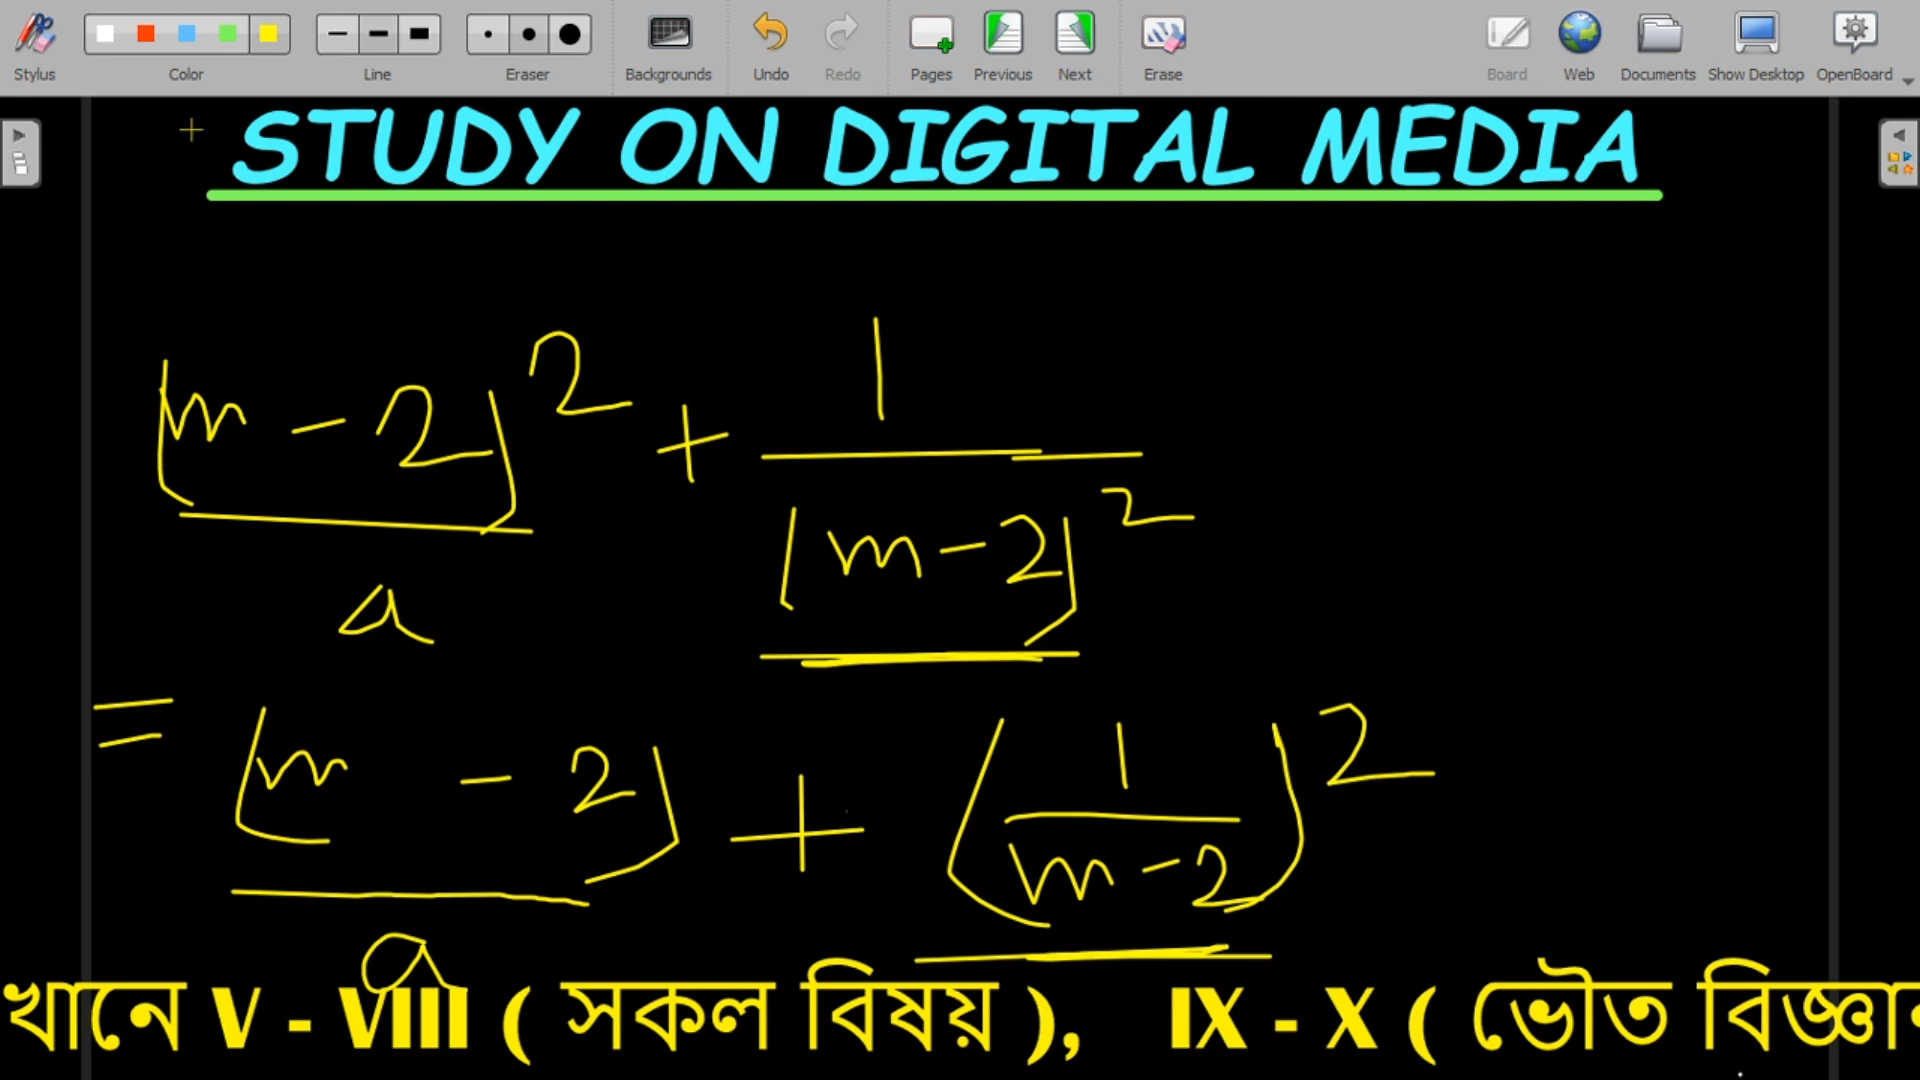 Stylus Color Line Eraser Backgrounds Undo Redo Pages Previous Next Erase Board Web Documents Show Desktop OpenBoard
STUDY ON DIGITAL MEDIA
(m - 2)² + 1
(m - 2)²
a
= (m - 2) + (1 / m - 2)²
a
খানে V - VIII ( সকল বিষয় ), IX - X ( ভৌত বিজ্ঞান